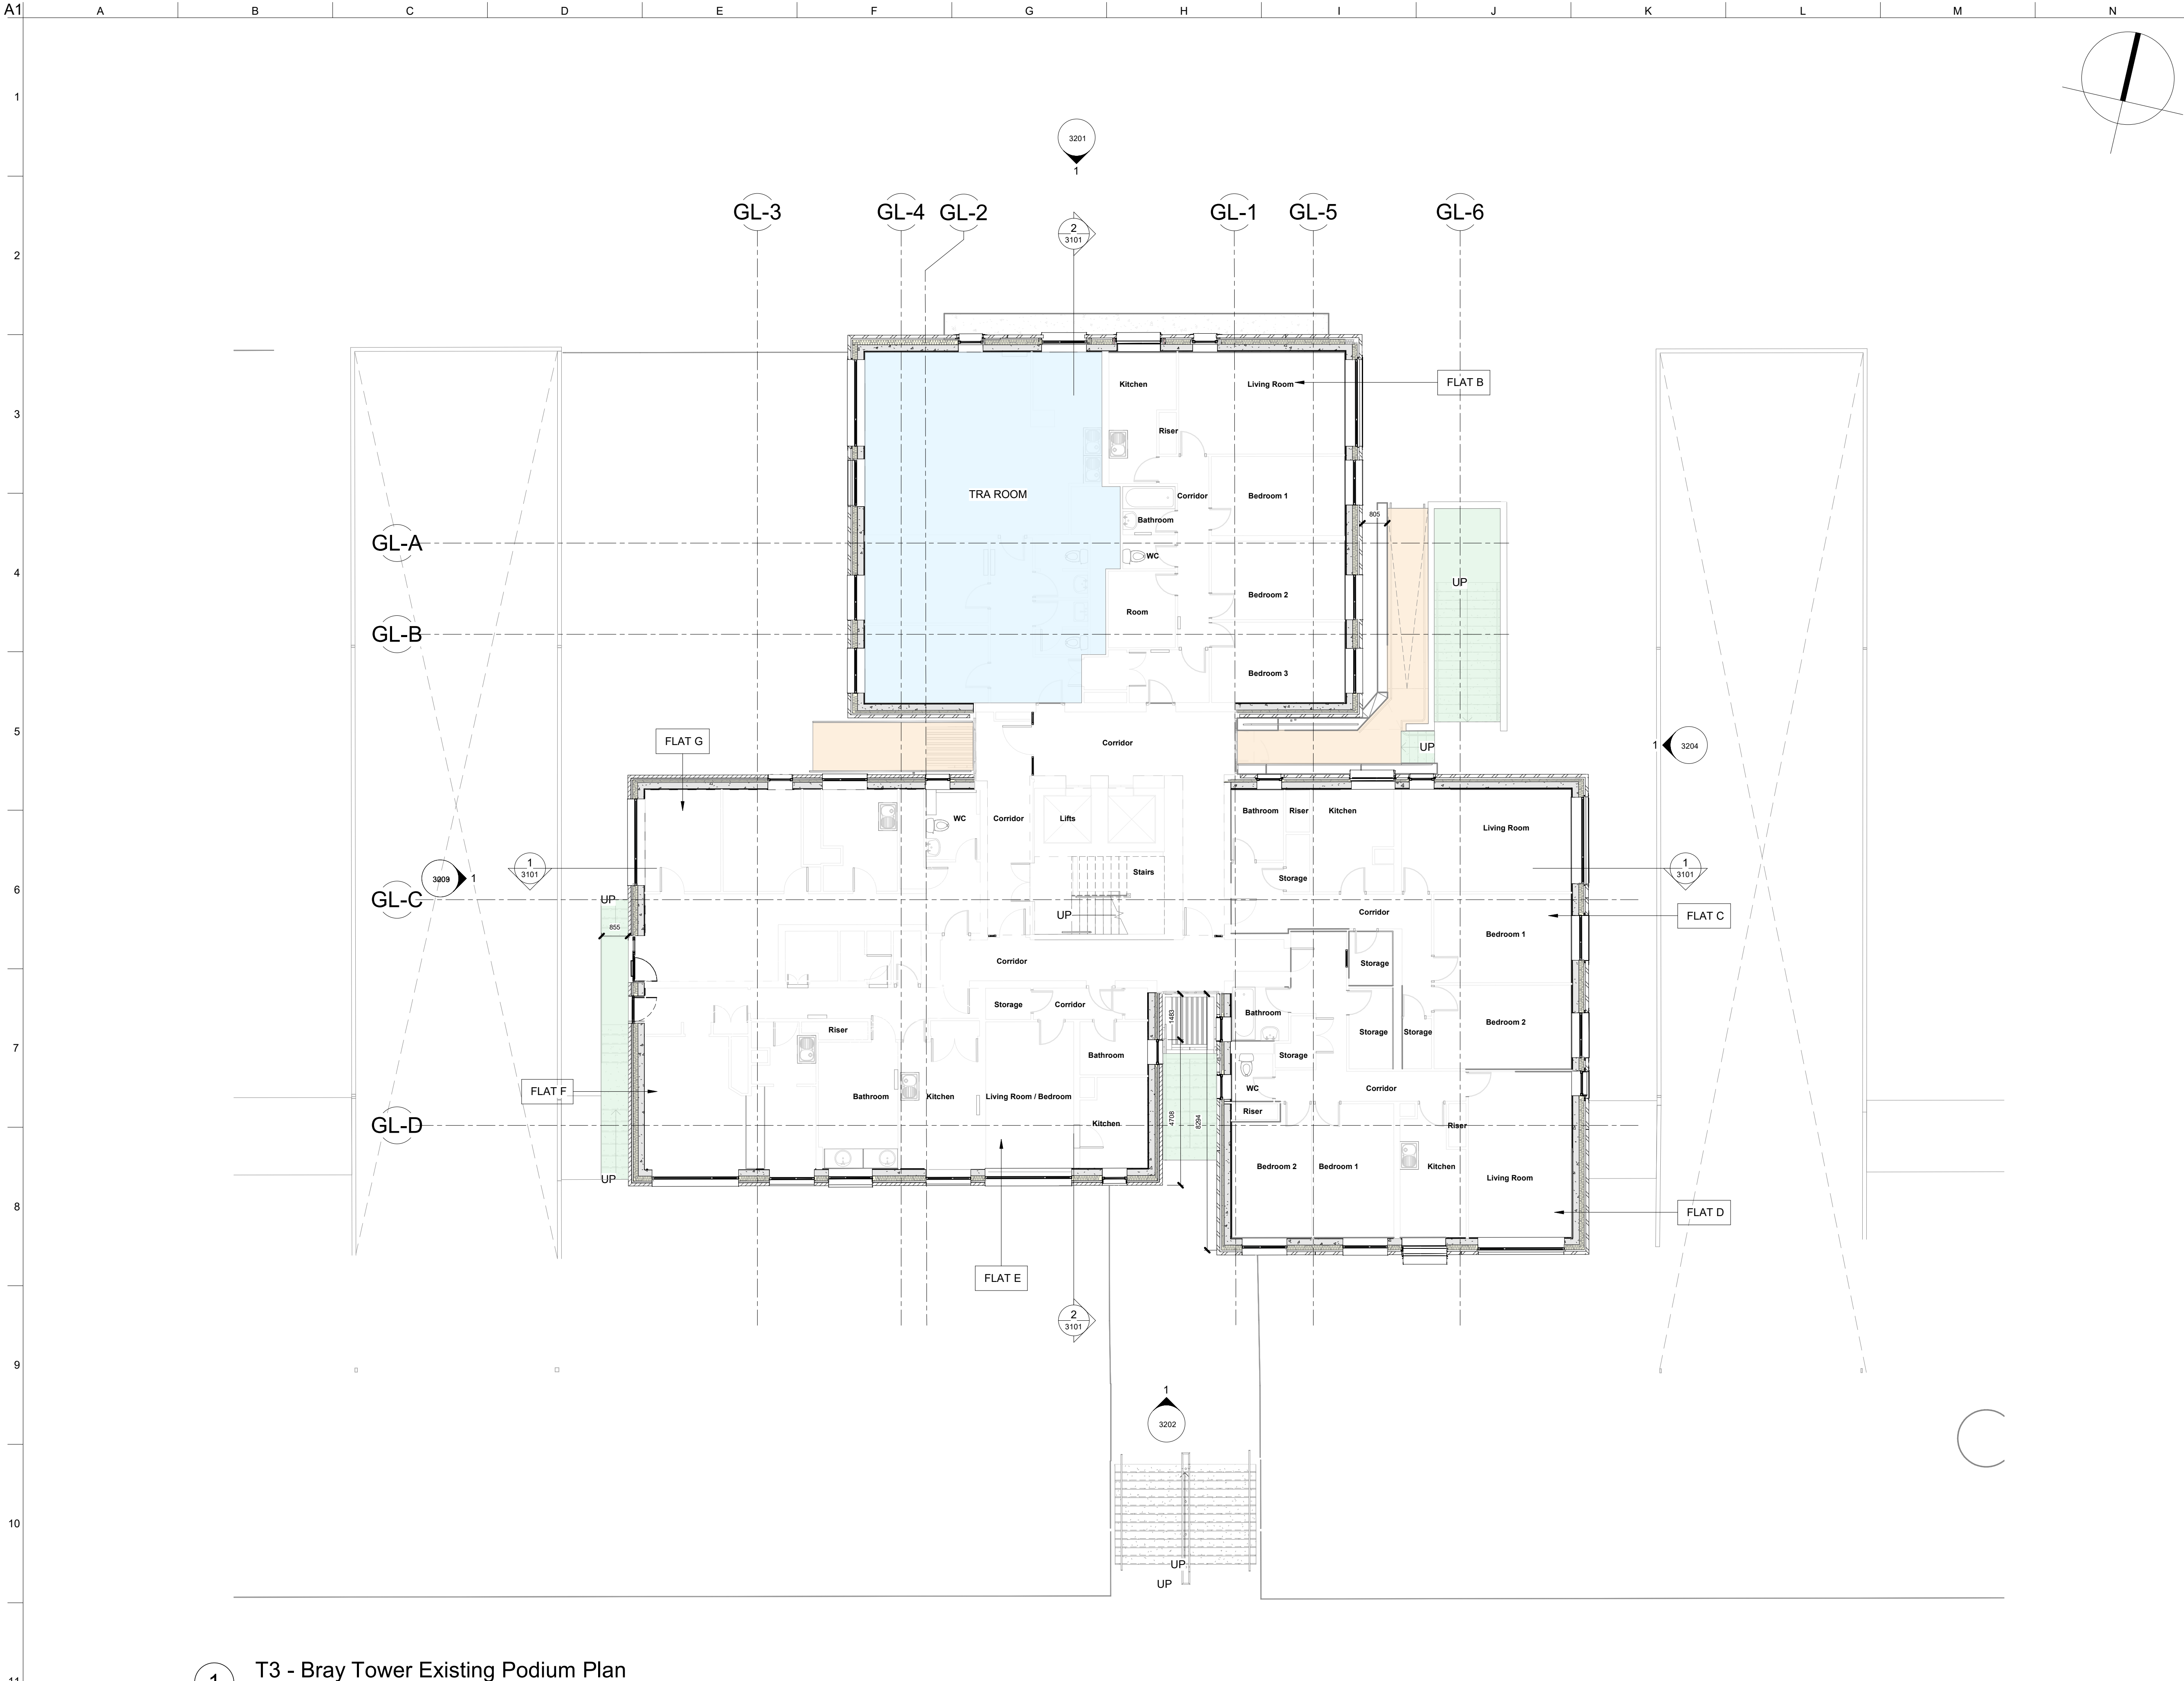 A1
A B C D E F G H I J K L M N
1
3201
1
GL-3 GL-4 GL-2 GL-1 GL-5 GL-6
2
3101
2
Kitchen
Living Room
FLAT B
3
Riser
TRA ROOM
Corridor
Bedroom 1
805
Bathroom
GL-A
WC
4
UP
Bedroom 2
Room
GL-B
Bedroom 3
5
FLAT G
Corridor
UP
1
3204
WC
Corridor
Lifts
Bathroom
Riser
Kitchen
Living Room
1
3101
Stairs
1
3101
6
3209
1
Storage
GL-C
UP
UP
Corridor
FLAT C
855
Bedroom 1
Corridor
Storage
Storage
Corridor
1483
Bathroom
Riser
Storage
Storage
Bedroom 2
7
Bathroom
Storage
FLAT F
Bathroom
Kitchen
Living Room / Bedroom
WC
Corridor
Riser
GL-D
Kitchen
4708
8294
Riser
Bedroom 2
Bedroom 1
Kitchen
Living Room
UP
8
FLAT D
FLAT E
2
3101
9
1
3202
10
UP
UP
11
1
T3 - Bray Tower Existing Podium Plan